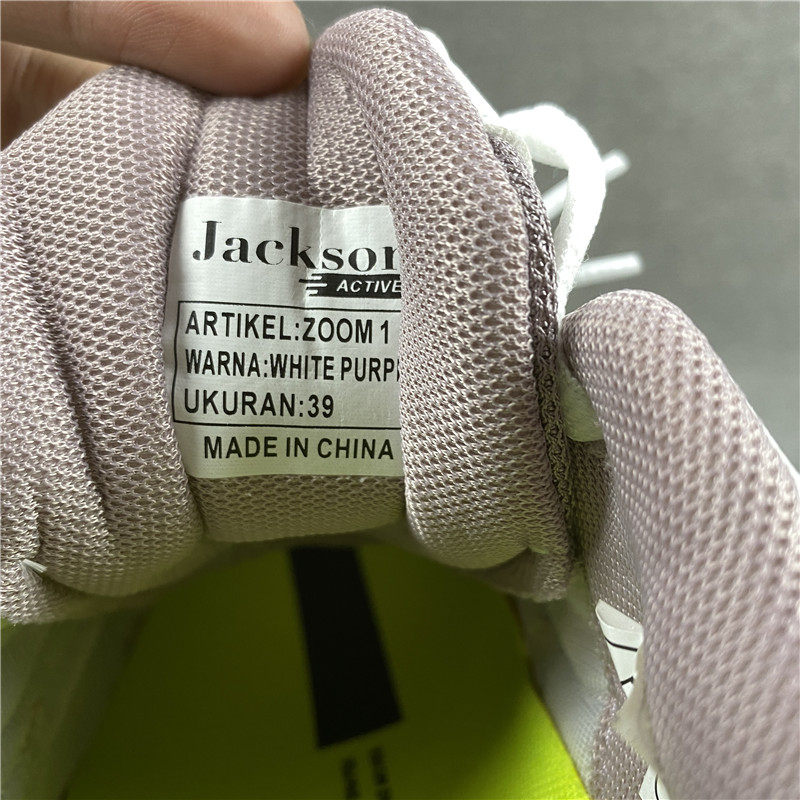 Jackson
ACTIVE
ARTIKEL:ZOOM 1
WARNA:WHITE PURP
UKURAN:39
MADE IN CHINA